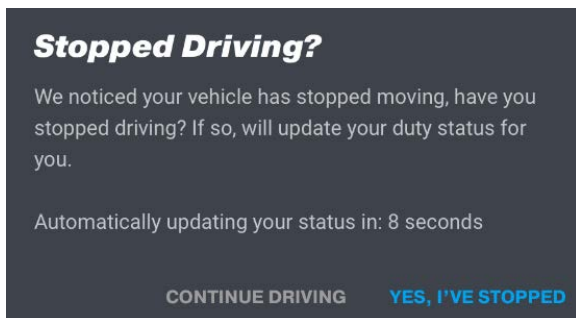 Stopped Driving?
We noticed your vehicle has stopped moving, have you
stopped driving? If so, will update your duty status for
you.
Automatically updating your status in: 8 seconds
CONTINUE DRIVING YES, I'VE STOPPED